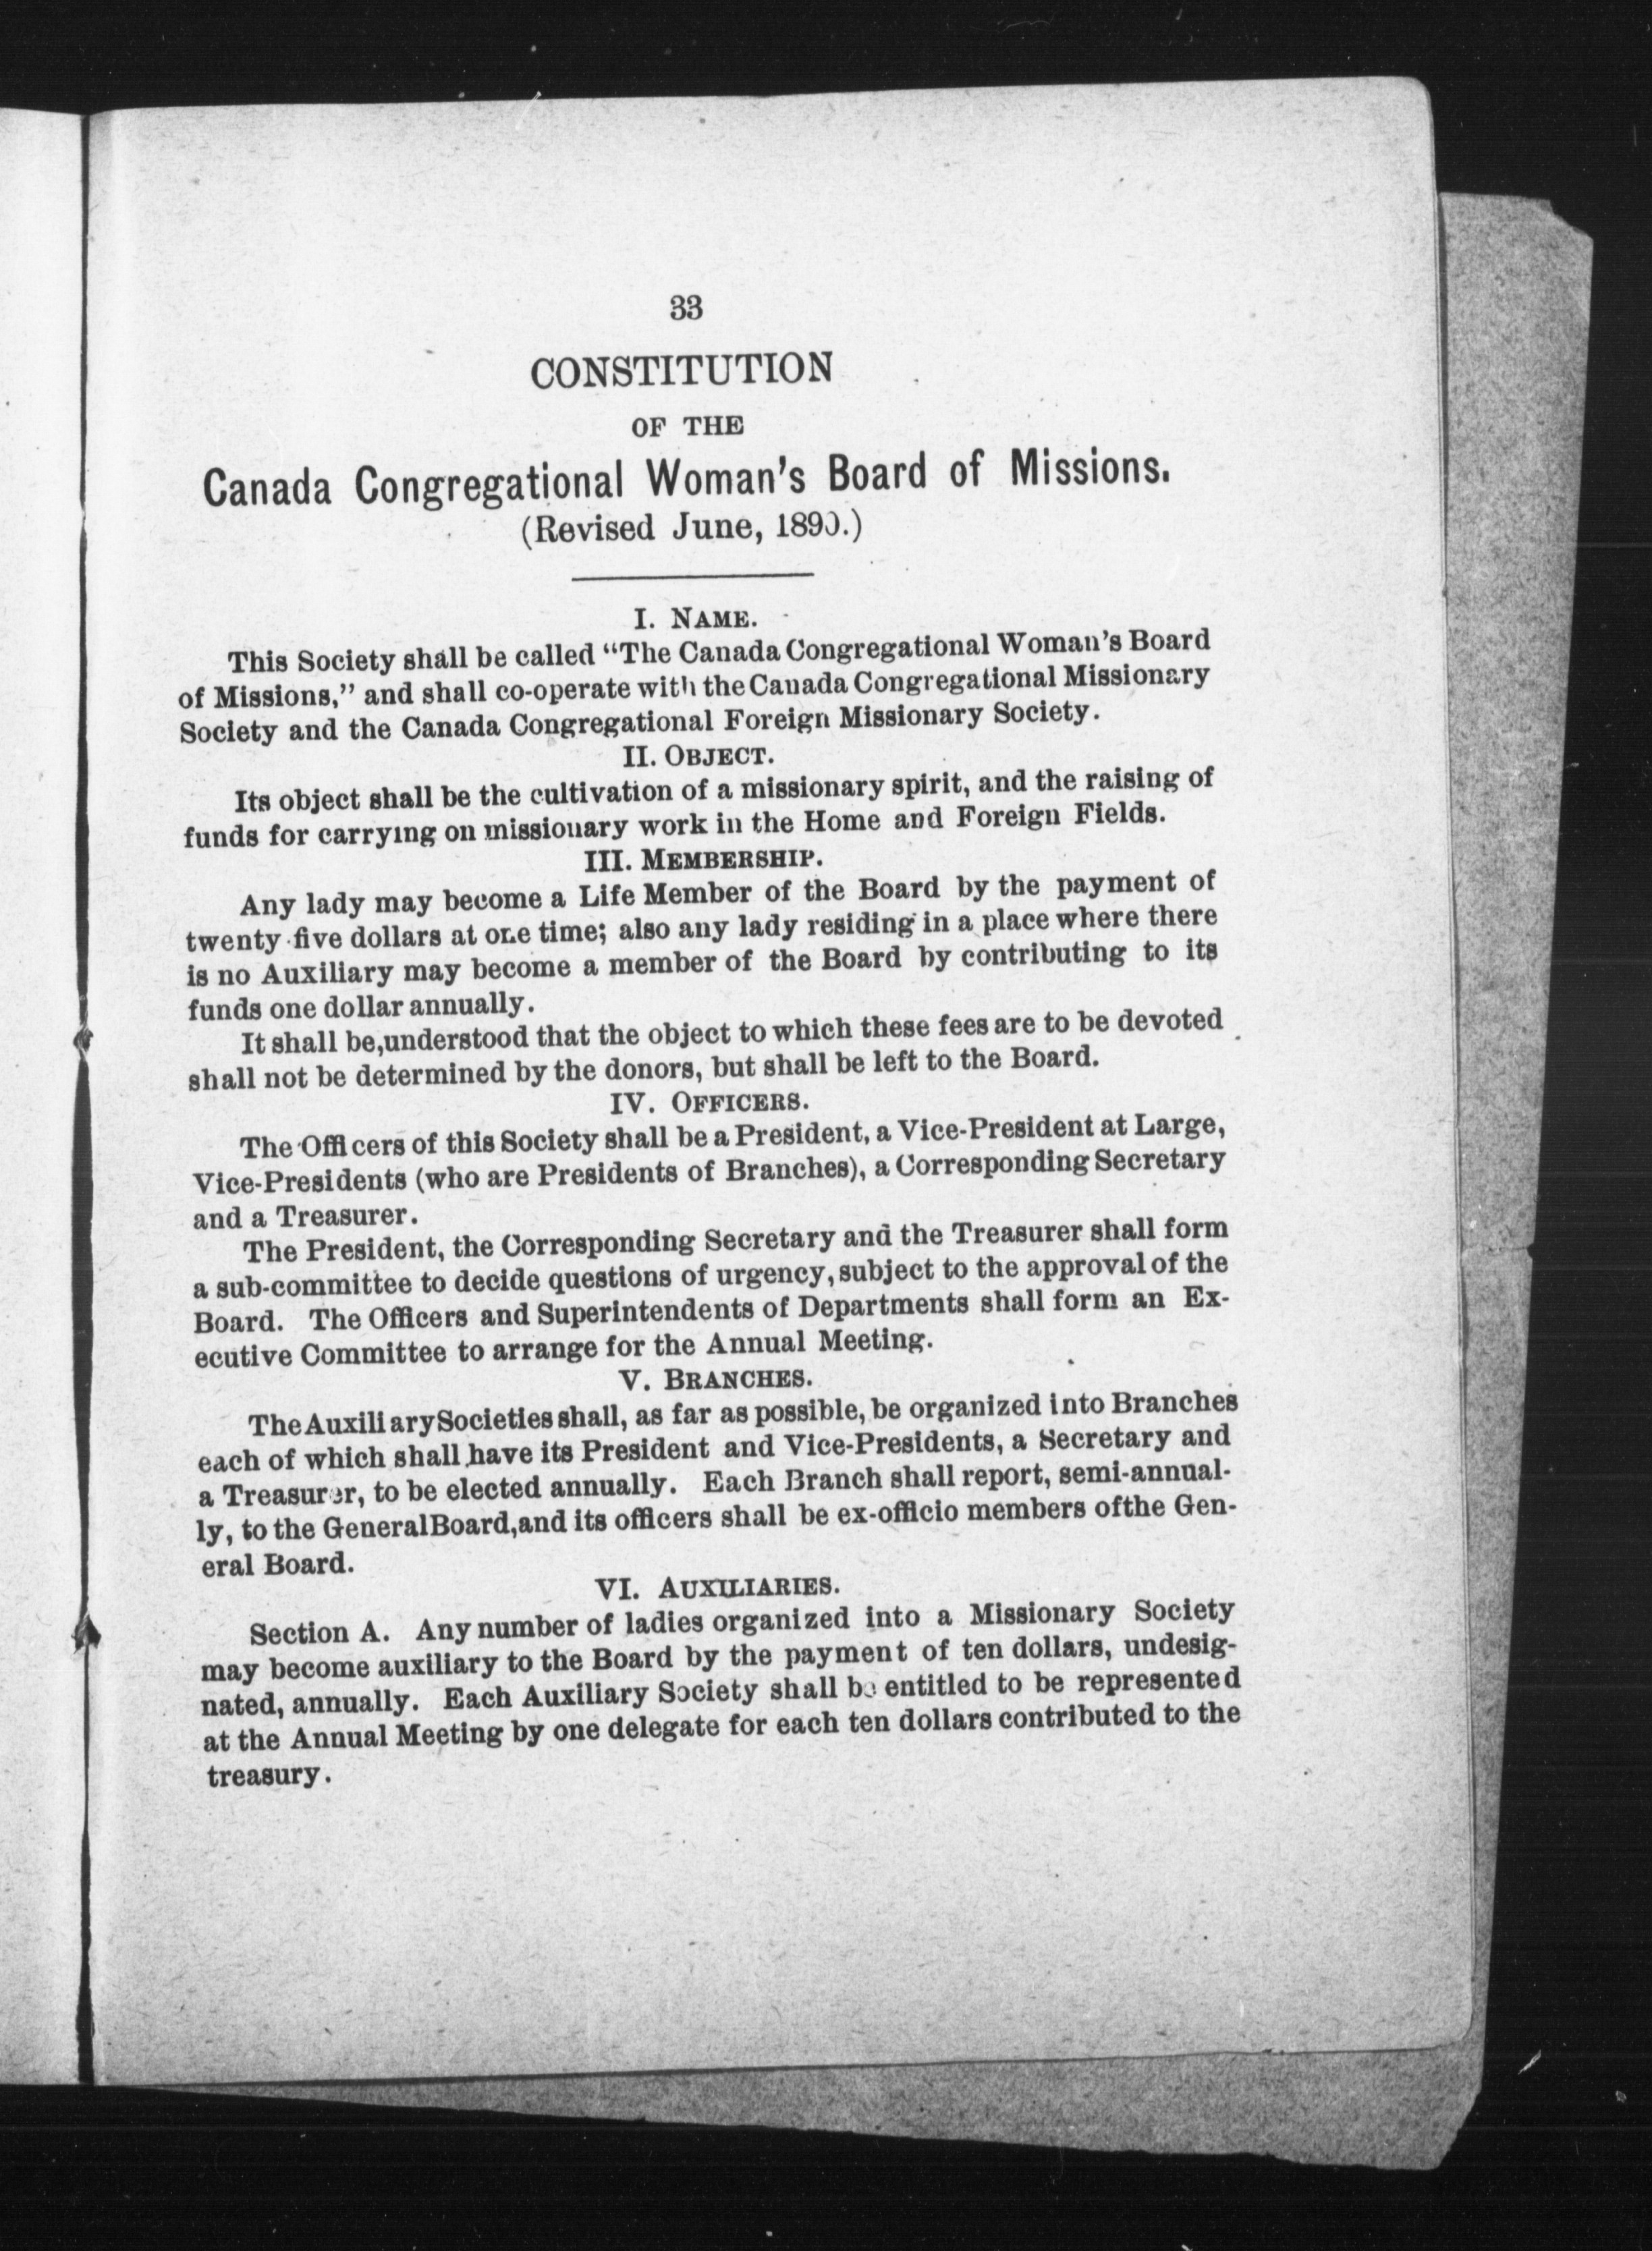 33
CONSTITUTION
OF THE
Canada Congregational Woman's Board of Missions.
(Revised June, 1890.)
I. NAME.
This Society shall be called "The Canada Congregational Woman's Board
of Missions," and shall co-operate with the Canada Congregational Missionary
Society and the Canada Congregational Foreign Missionary Society.
II. OBJECT.
Its object shall be the cultivation of a missionary spirit, and the raising of
funds for carrying on missionary work in the Home and Foreign Fields.
III. MEMBERSHIP.
Any lady may become a Life Member of the Board by the payment of
twenty five dollars at one time; also any lady residing in a place where there
is no Auxiliary may become a member of the Board by contributing to its
funds one dollar annually.
It shall be,understood that the object to which these fees are to be devoted
shall not be determined by the donors, but shall be left to the Board.
IV. OFFICERS.
The Officers of this Society shall be a President, a Vice-President at Large,
Vice-Presidents (who are Presidents of Branches), a Corresponding Secretary
and a Treasurer.
The President, the Corresponding Secretary and the Treasurer shall form
a sub-committee to decide questions of urgency, subject to the approval of the
Board. The Officers and Superintendents of Departments shall form an Ex-
ecutive Committee to arrange for the Annual Meeting.
V. BRANCHES.
The Auxiliary Societies shall, as far as possible, be organized into Branches
each of which shall have its President and Vice-Presidents, a Secretary and
a Treasurer, to be elected annually. Each Branch shall report, semi-annual-
ly, to the General Board, and its officers shall be ex-officio members ofthe Gen-
eral Board.
VI. AUXILIARIES.
Section A. Any number of ladies organized into a Missionary Society
may become auxiliary to the Board by the payment of ten dollars, undesig-
nated, annually. Each Auxiliary Society shall be entitled to be represented
at the Annual Meeting by one delegate for each ten dollars contributed to the
treasury.